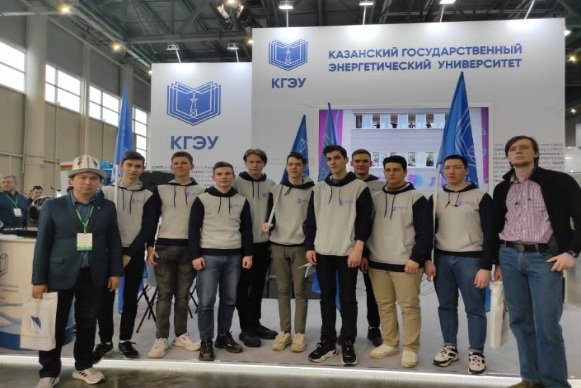 КГЭУ
КГЭУ
КАЗАНСКИЙ ГОСУДАРСТВЕННЫЙ
ЭНЕРГЕТИЧЕСКИЙ УНИВЕРСИТЕТ